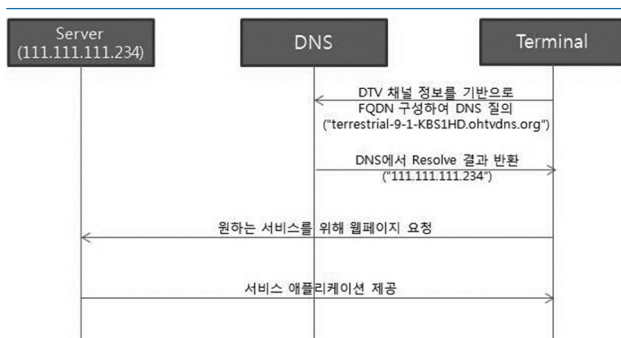 Server
(111.111.111.234)
DNS
Terminal
DTV 채널 정보를 기반으로
FQDN 구성하여 DNS 질의
("terrestrial-9-1-KBS1HD.ohtvdns.org")
DNS에서 Resolve 결과 반환
("111.111.111.234")
원하는 서비스를 위해 웹페이지 요청
서비스 애플리케이션 제공